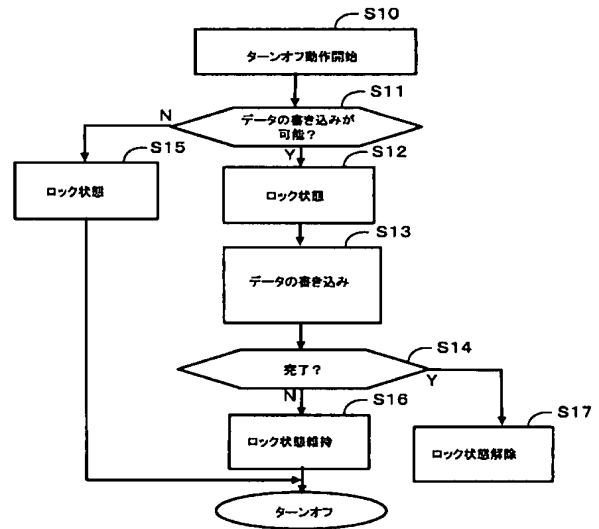 S10
ターンオフ動作開始
S11
データの書き込みが
可能？
N
Y
S15
ロック状態
S12
ロック状態
S13
データの書き込み
S14
完了？
N
Y
S16
ロック状態維持
S17
ロック状態解除
ターンオフ